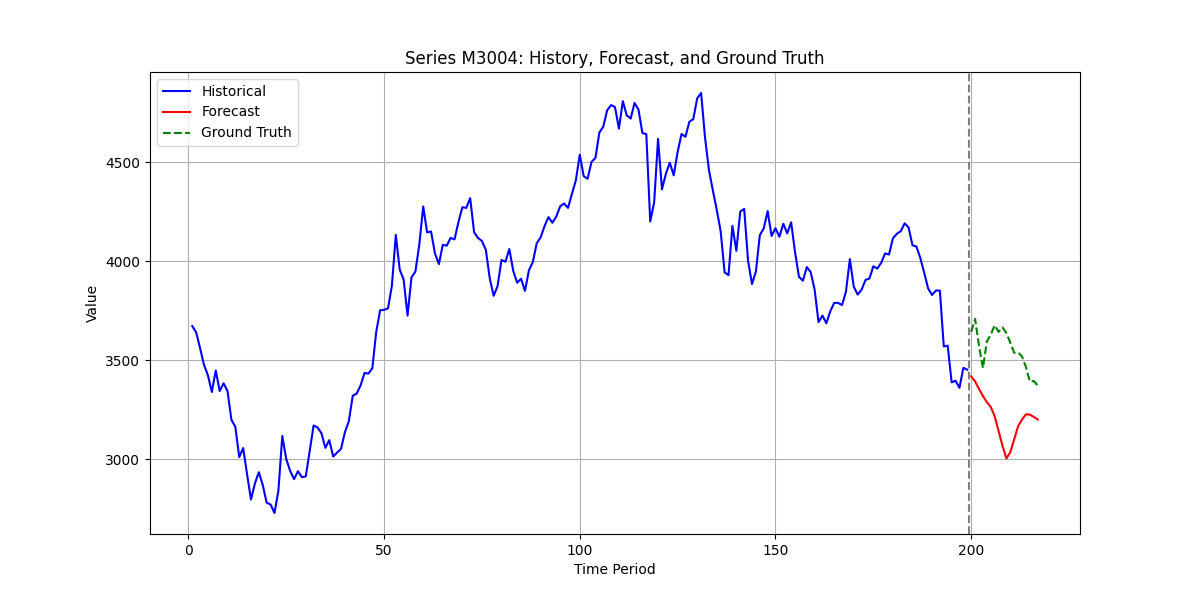 Series M3004: History, Forecast, and Ground Truth
Historical
Forecast
Ground Truth
4500
4000
3500
3000
Value
0 50 100 150 200
Time Period